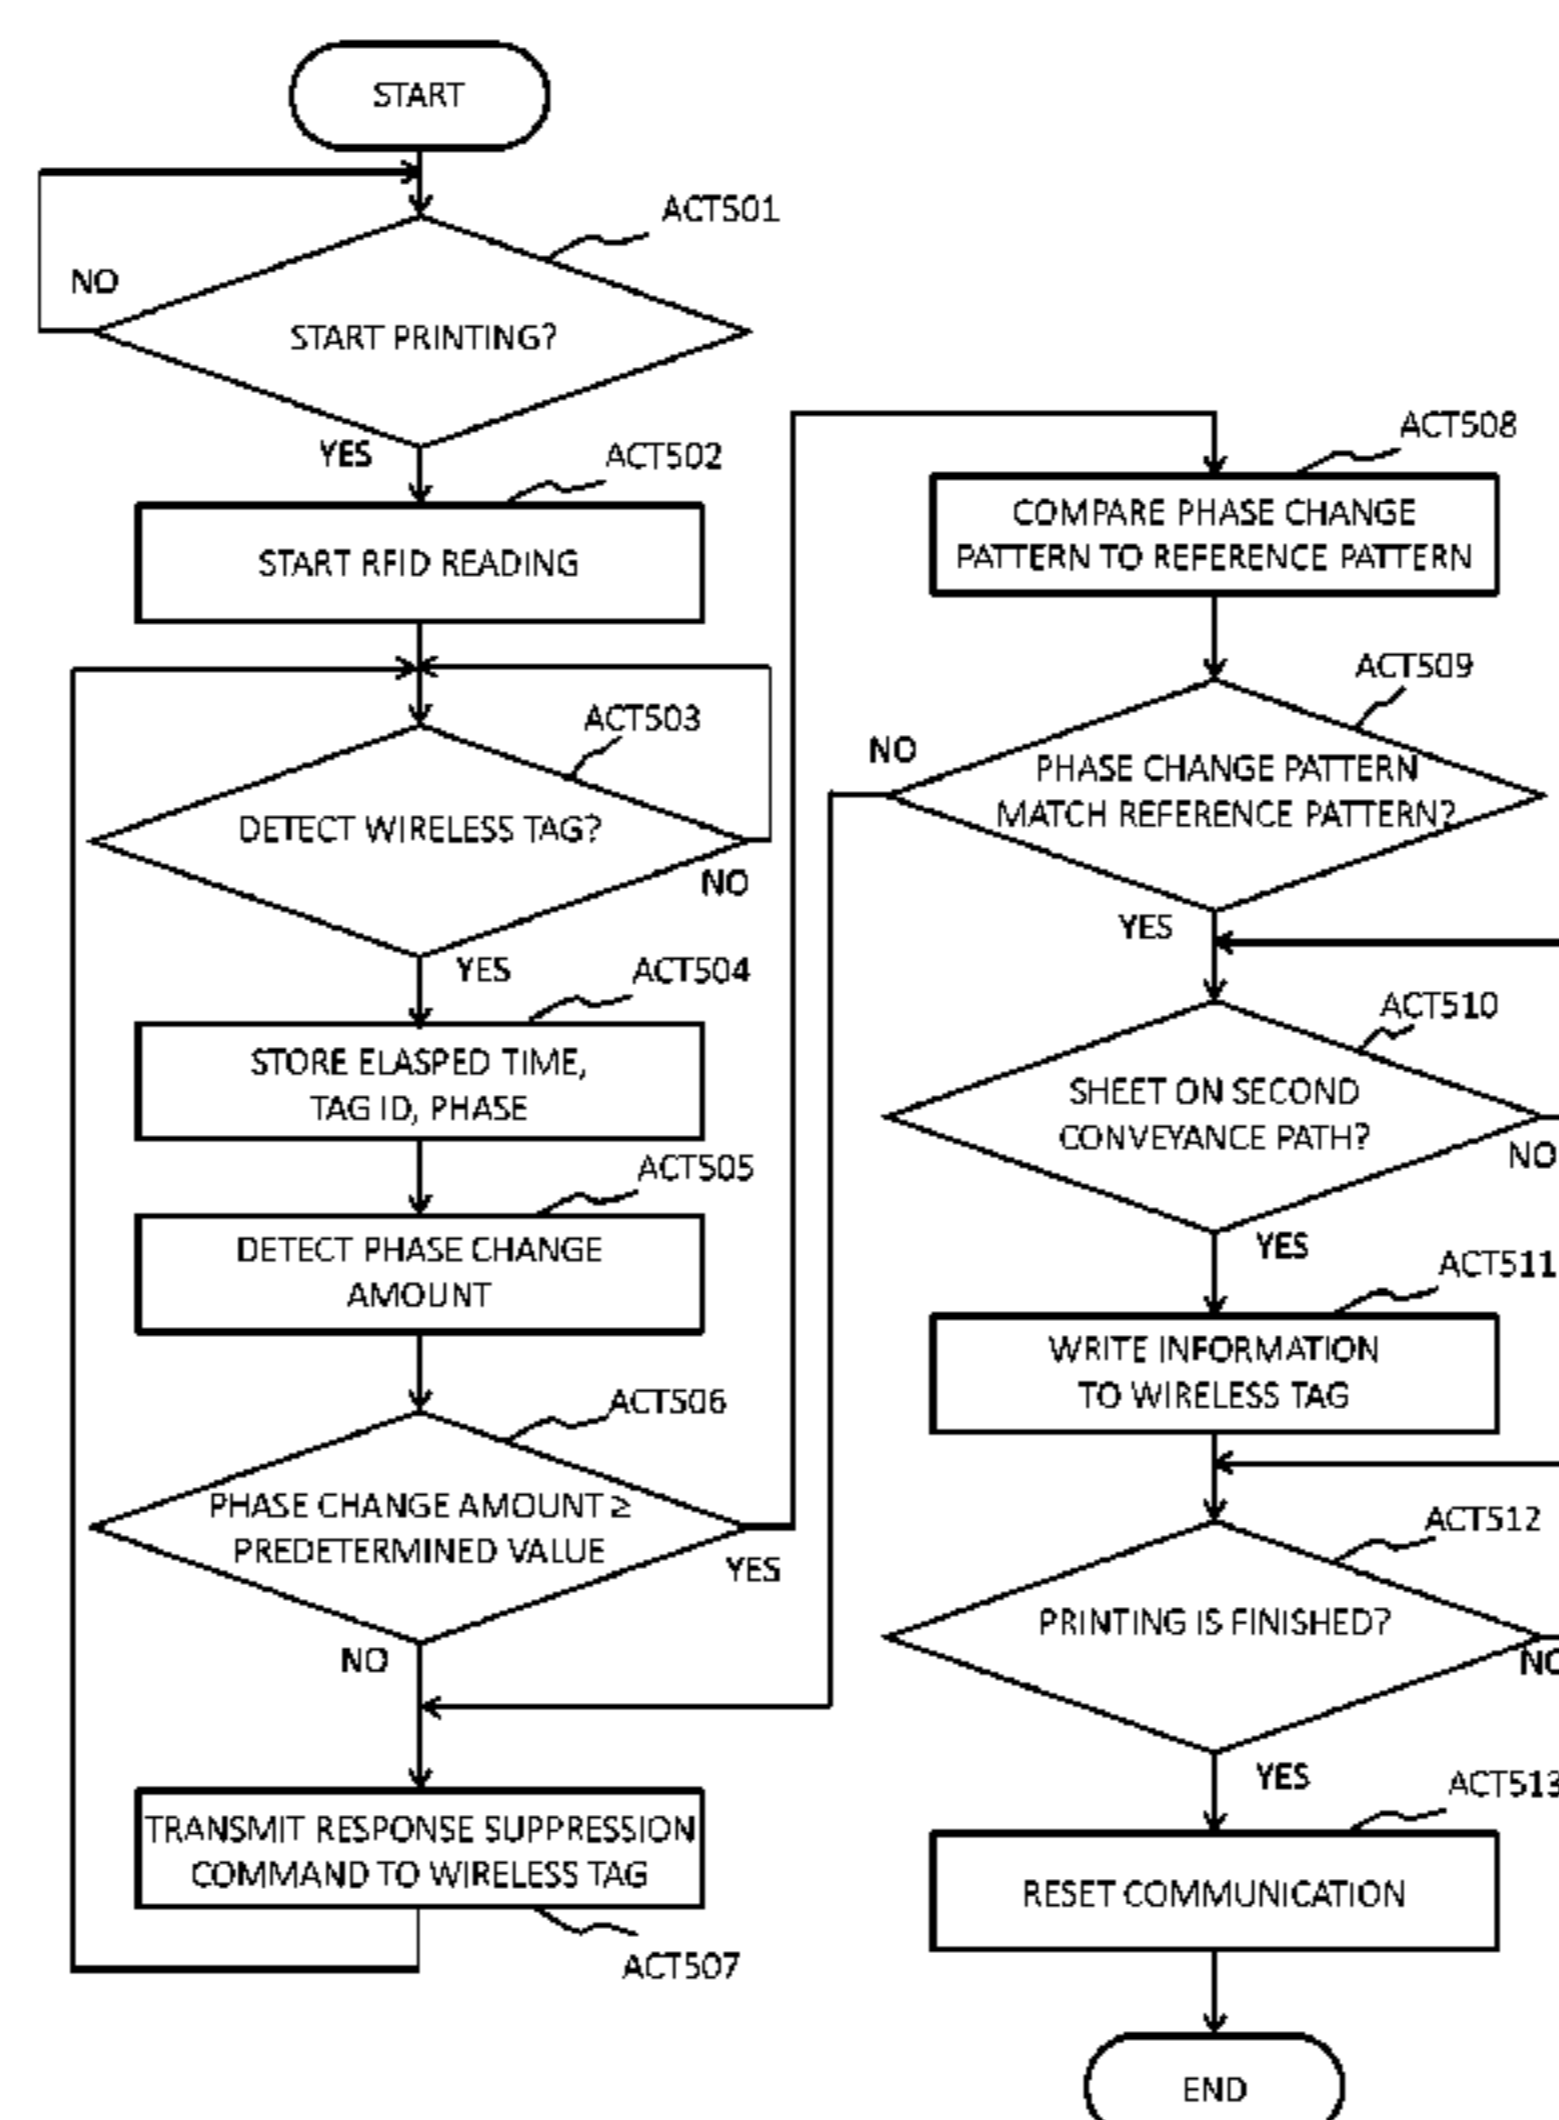 START
ACT501
NO
START PRINTING?
YES
ACT502
START RFID READING
ACT503
DETECT WIRELESS TAG?
NO
YES
ACT504
STORE ELASPED TIME,
TAG ID, PHASE
ACT505
DETECT PHASE CHANGE
AMOUNT
ACT506
PHASE CHANGE AMOUNT ≥
PREDETERMINED VALUE
YES
NO
TRANSMIT RESPONSE SUPPRESSION
COMMAND TO WIRELESS TAG
ACT507
ACT508
COMPARE PHASE CHANGE
PATTERN TO REFERENCE PATTERN
ACT509
NO
PHASE CHANGE PATTERN
MATCH REFERENCE PATTERN?
YES
ACT510
SHEET ON SECOND
CONVEYANCE PATH?
NO
YES
ACT511
WRITE INFORMATION
TO WIRELESS TAG
ACT512
PRINTING IS FINISHED?
NO
YES
ACT513
RESET COMMUNICATION
END